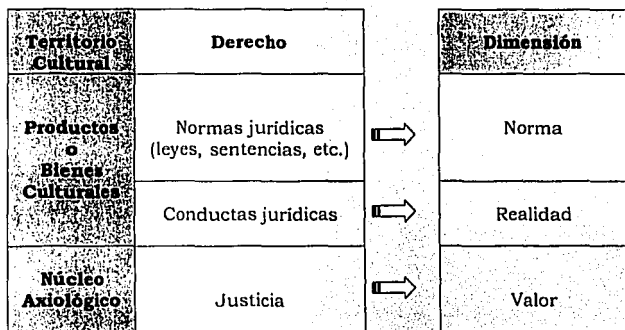 Territorio
Cultural
Derecho
Dimensión
Productos
o
Bienes
Culturales
Normas jurídicas
(leyes, sentencias, etc.)
Norma
Conductas jurídicas
Realidad
Núcleo
Axiológico
Justicia
Valor